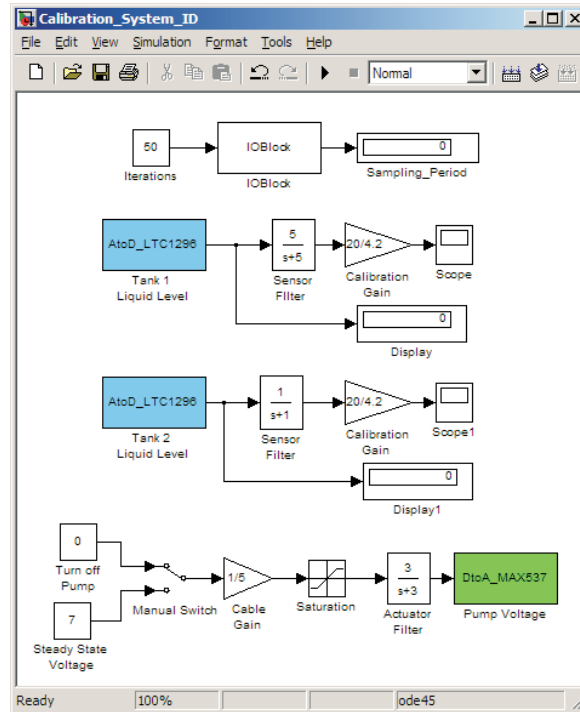 Calibration_System_ID
File Edit View Simulation Format Tools Help
Normal
50
Iterations
IOBlock
IOBlock
0
Sampling_Period
AtoD_LTC1296
Tank 1
Liquid Level
5
s+5
Sensor
FIlter
20/4.2
Calibration
Gain
Scope
0
Display
AtoD_LTC1296
Tank 2
Liquid Level
1
s+1
Sensor
Filter
20/4.2
Calibration
Gain
Scope1
0
Display1
0
Turn off
Pump
7
Steady State
Voltage
Manual Switch
1/5
Cable
Gain
Saturation
3
s+3
Actuator
Filter
DtoA_MAX537
Pump Voltage
Ready 100% ode45